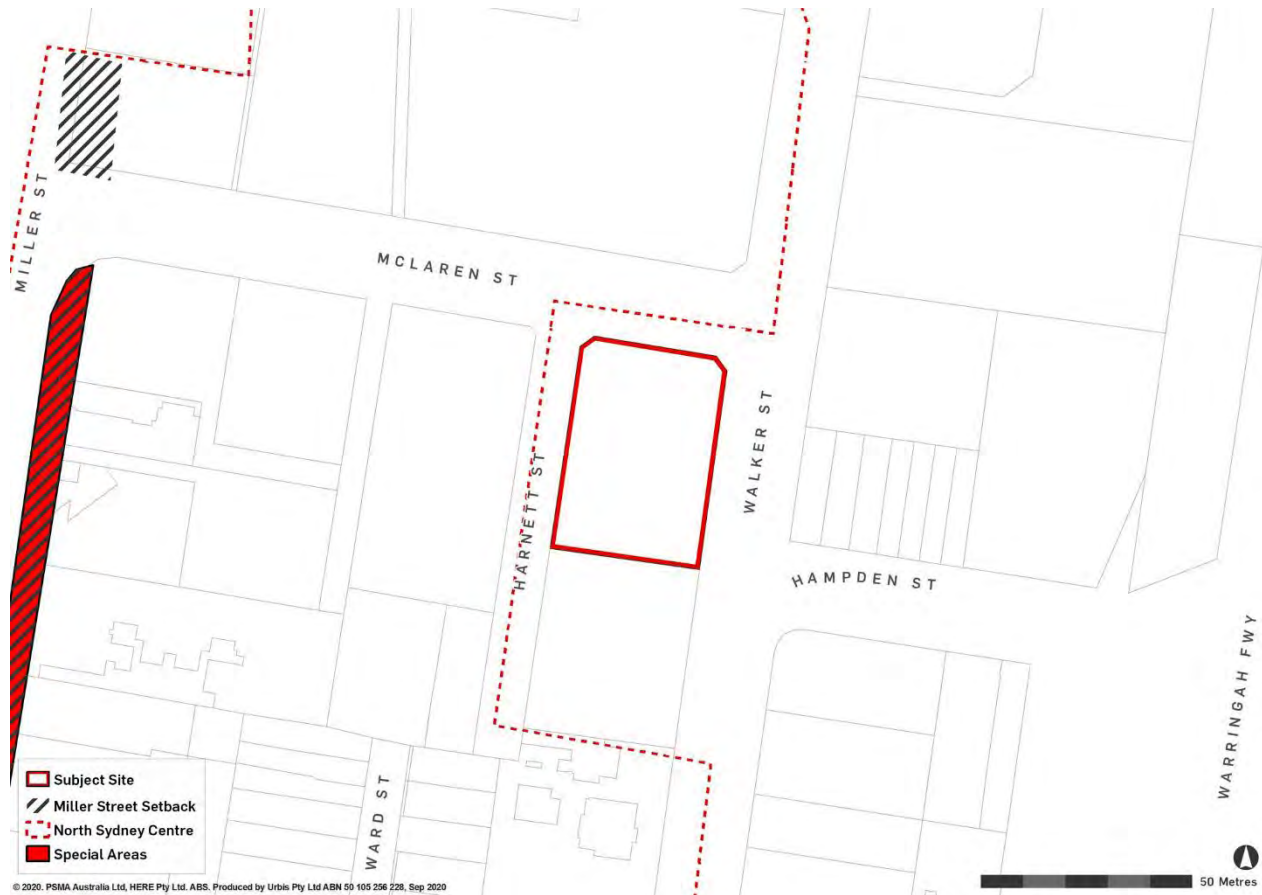 MILLER ST
MCLAREN ST
HARNETT ST
WALKER ST
HAMPDEN ST
WARRINGAH FWY
WARD ST
Subject Site
Miller Street Setback
North Sydney Centre
Special Areas
50 Metres
© 2020. PSMA Australia Ltd, HERE Pty Ltd. ABS. Produced by Urbis Pty Ltd ABN 50 105 256 228, Sep 2020